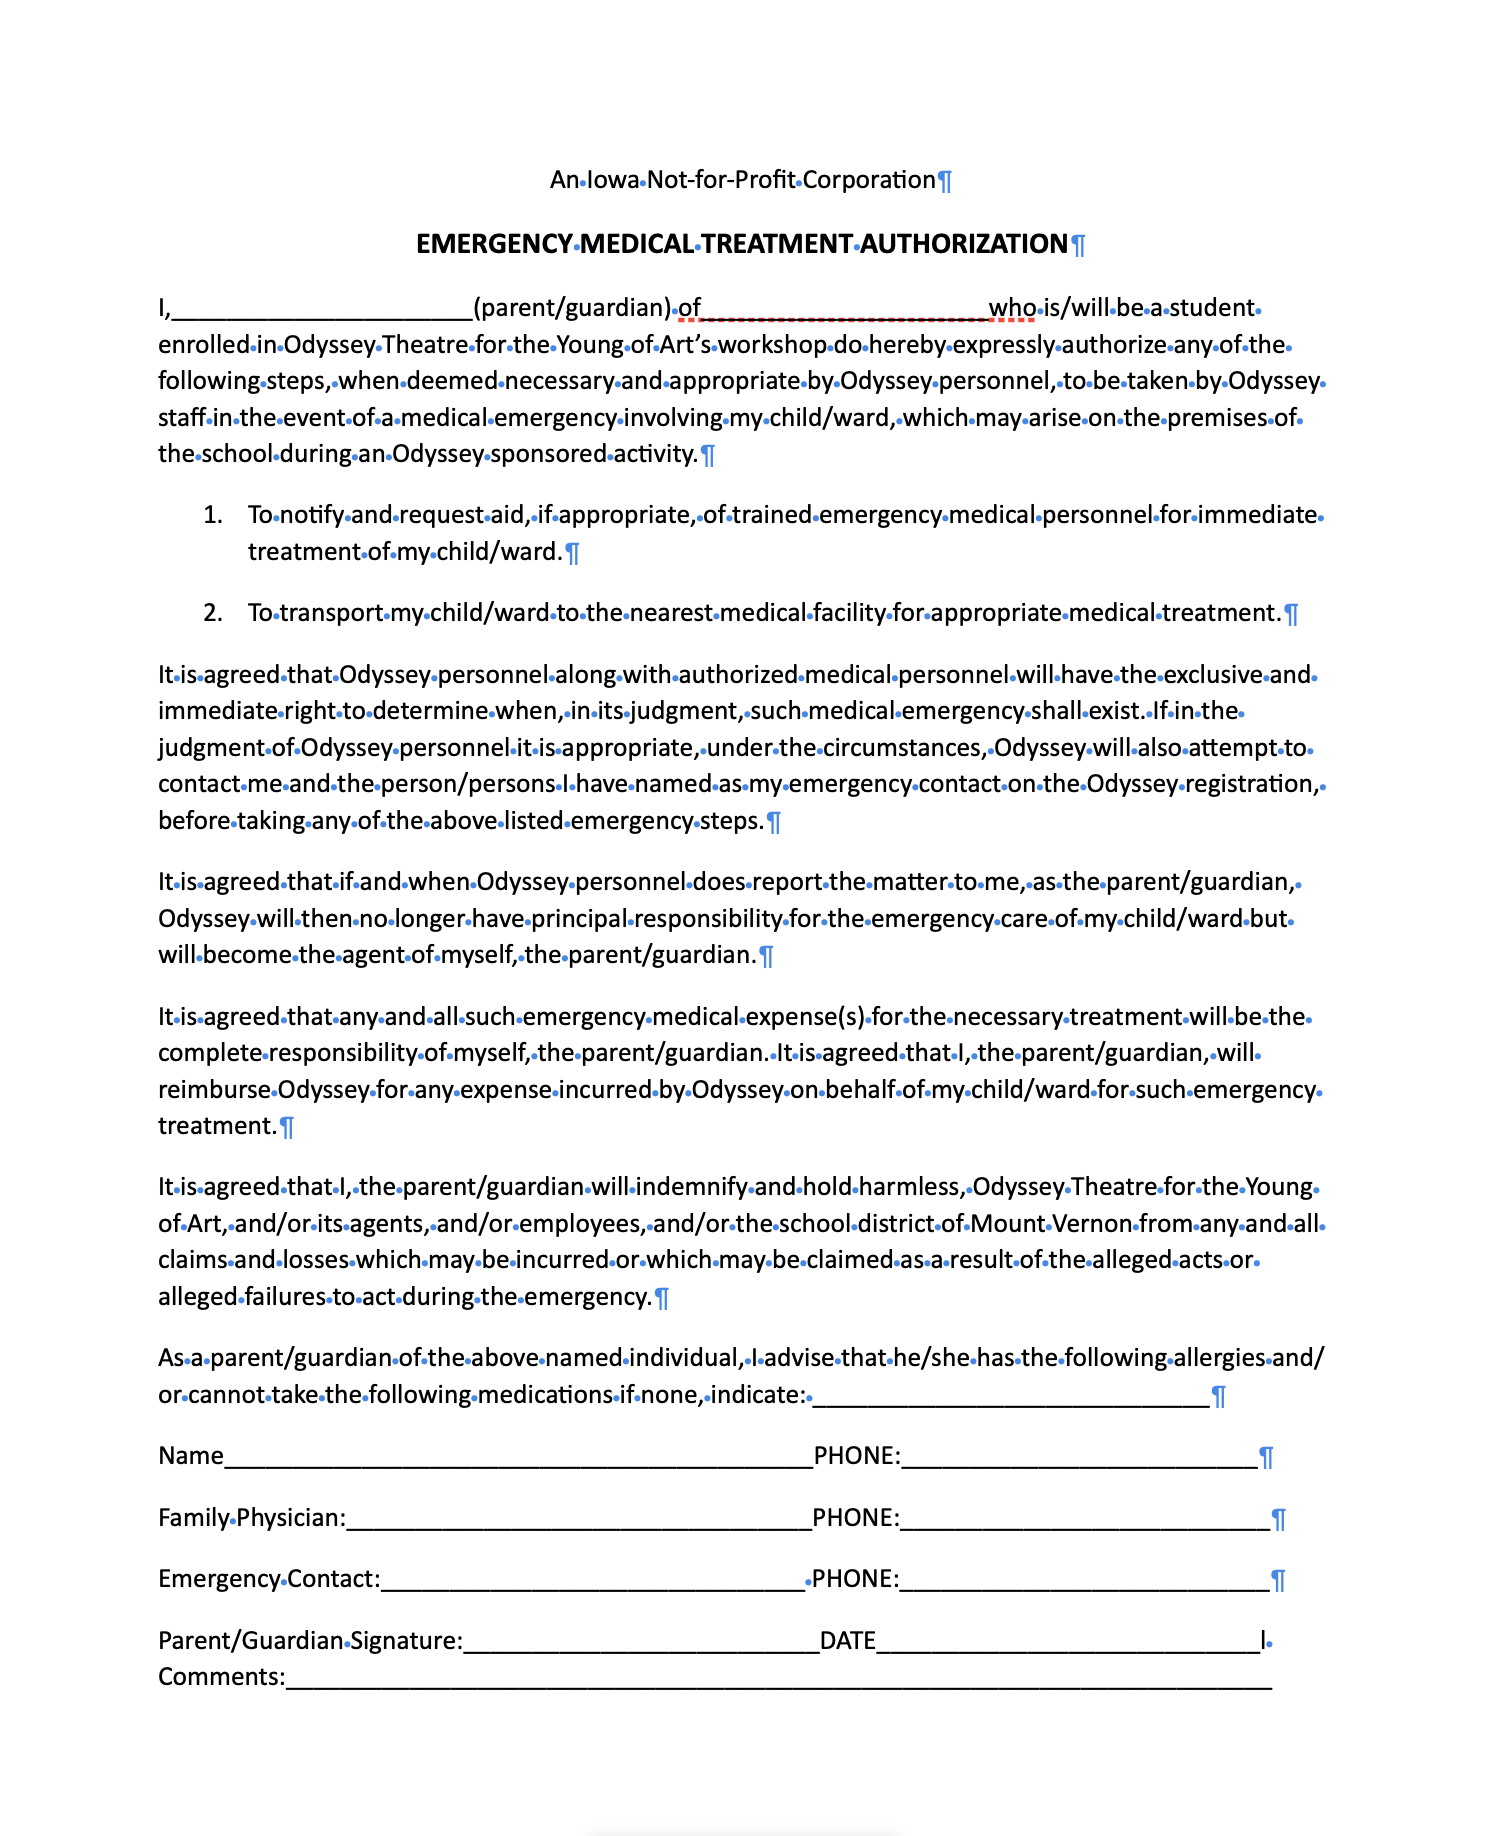 An Iowa Not-for-Profit Corporation¶
EMERGENCY MEDICAL TREATMENT AUTHORIZATION¶
I,______________________(parent/guardian) of_____________________who is/will be a student
enrolled in Odyssey Theatre for the Young of Art’s workshop do hereby expressly authorize any of the
following steps, when deemed necessary and appropriate by Odyssey personnel, to be taken by Odyssey
staff in the event of a medical emergency involving my child/ward, which may arise on the premises of
the school during an Odyssey sponsored activity.¶
1. To notify and request aid, if appropriate, of trained emergency medical personnel for immediate
treatment of my child/ward.¶
2. To transport my child/ward to the nearest medical facility for appropriate medical treatment.¶
It is agreed that Odyssey personnel along with authorized medical personnel will have the exclusive and
immediate right to determine when, in its judgment, such medical emergency shall exist. If in the
judgment of Odyssey personnel it is appropriate, under the circumstances, Odyssey will also attempt to
contact me and the person/persons I have named as my emergency contact on the Odyssey registration,
before taking any of the above listed emergency steps.¶
It is agreed that if and when Odyssey personnel does report the matter to me, as the parent/guardian,
Odyssey will then no longer have principal responsibility for the emergency care of my child/ward but
will become the agent of myself, the parent/guardian.¶
It is agreed that any and all such emergency medical expense(s) for the necessary treatment will be the
complete responsibility of myself, the parent/guardian. It is agreed that I, the parent/guardian, will
reimburse Odyssey for any expense incurred by Odyssey on behalf of my child/ward for such emergency
treatment.¶
It is agreed that I, the parent/guardian will indemnify and hold harmless, Odyssey Theatre for the Young
of Art, and/or its agents, and/or employees, and/or the school district of Mount Vernon from any and all
claims and losses which may be incurred or which may be claimed as a result of the alleged acts or
alleged failures to act during the emergency.¶
As a parent/guardian of the above named individual, I advise that he/she has the following allergies and/
or cannot take the following medications if none, indicate: _____________________________¶
Name___________________________________________PHONE:__________________________¶
Family Physician:__________________________________PHONE:___________________________¶
Emergency Contact:_______________________________ PHONE:___________________________¶
Parent/Guardian Signature:__________________________DATE____________________________l
Comments:________________________________________________________________________